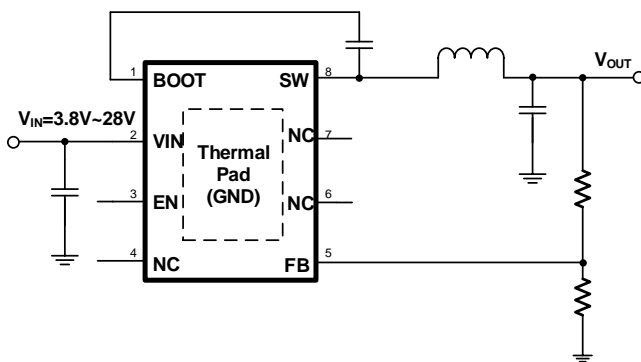 1 BOOT SW 8
V_OUT
V_IN=3.8V~28V
2 VIN NC 7
Thermal
Pad
(GND)
3 EN NC 6
4 NC FB 5